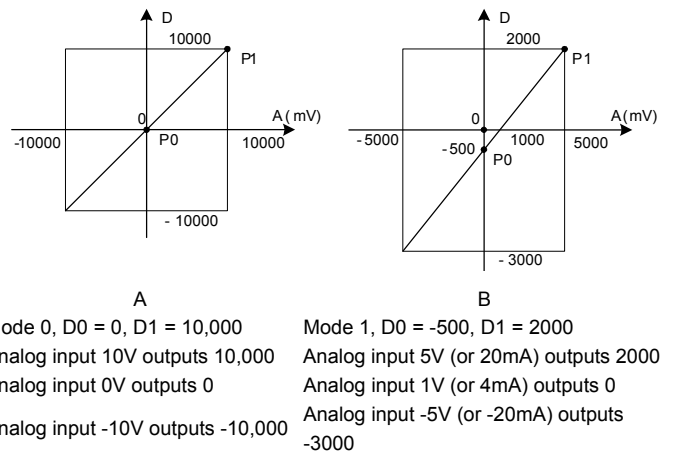 D
10000
P1
0
A (mV)
-10000
P0
10000
- 10000
A
D
2000
P1
0
A(mV)
- 5000
1000
5000
- 500
P0
- 3000
B
ode 0, D0 = 0, D1 = 10,000
nalog input 10V outputs 10,000
nalog input 0V outputs 0
nalog input -10V outputs -10,000
Mode 1, D0 = -500, D1 = 2000
Analog input 5V (or 20mA) outputs 2000
Analog input 1V (or 4mA) outputs 0
Analog input -5V (or -20mA) outputs
-3000